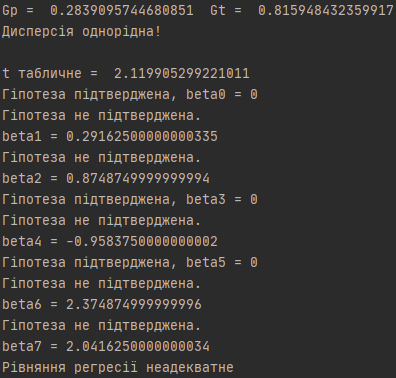 Gp =  0.2839095744680851  Gt =  0.815948432359917
Дисперсія однорідна!

t табличне =  2.119905299221011
Гіпотеза підтверджена, beta0 = 0
Гіпотеза не підтверджена.
beta1 = 0.29162500000000335
Гіпотеза не підтверджена.
beta2 = 0.8748749999999994
Гіпотеза підтверджена, beta3 = 0
Гіпотеза не підтверджена.
beta4 = -0.9583750000000002
Гіпотеза підтверджена, beta5 = 0
Гіпотеза не підтверджена.
beta6 = 2.374874999999996
Гіпотеза не підтверджена.
beta7 = 2.0416250000000034
Рівняння регресії неадекватне